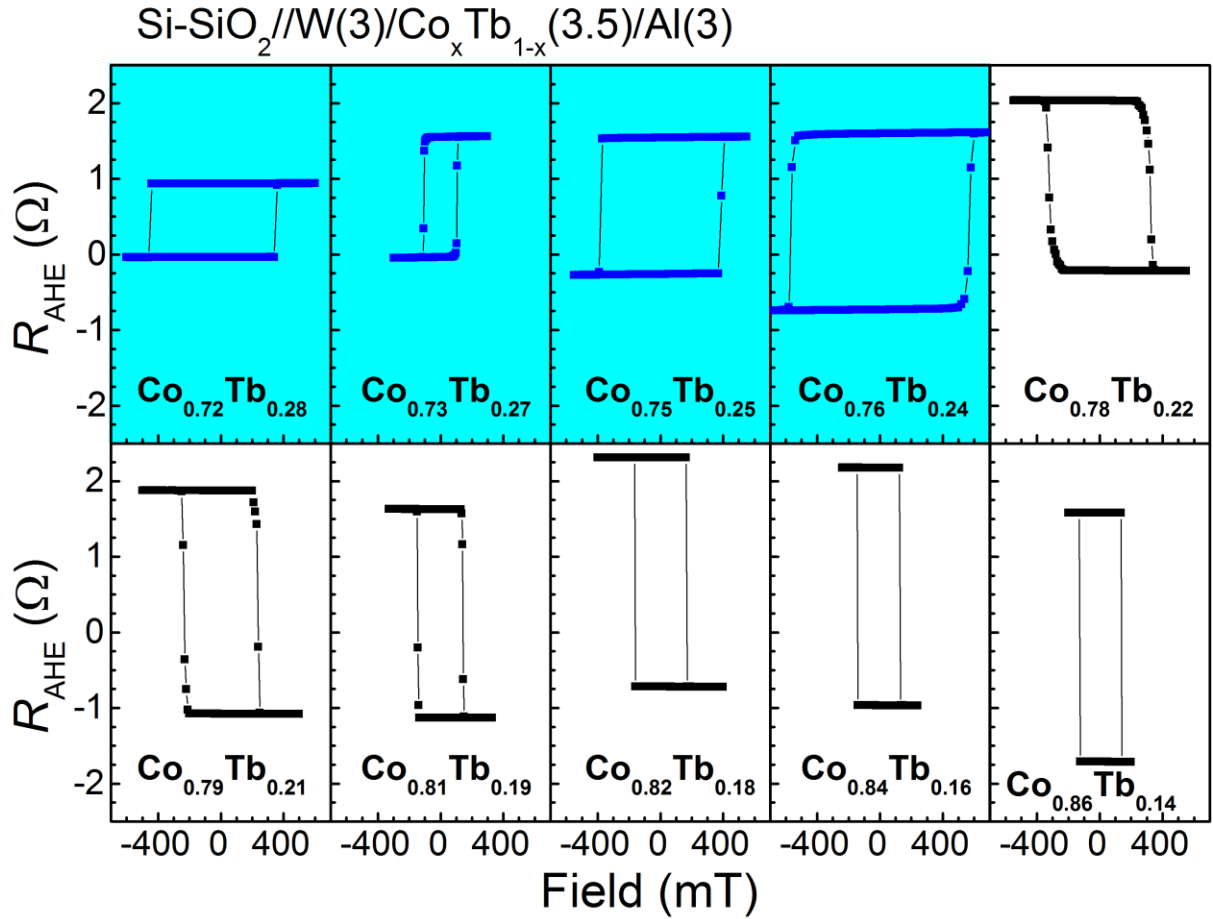 Si-SiO₂//W(3)/CoₓTb₁₋ₓ(3.5)/Al(3)
R_AHE (Ω)
2
1
0
-1
-2
Co₀.₇₂Tb₀.₂₈
Co₀.₇₃Tb₀.₂₇
Co₀.₇₅Tb₀.₂₅
Co₀.₇₆Tb₀.₂₄
Co₀.₇₈Tb₀.₂₂
R_AHE (Ω)
2
1
0
-1
-2
Co₀.₇₉Tb₀.₂₁
Co₀.₈₁Tb₀.₁₉
Co₀.₈₂Tb₀.₁₈
Co₀.₈₄Tb₀.₁₆
Co₀.₈₆Tb₀.₁₄
-400 0 400 -400 0 400 -400 0 400 -400 0 400 -400 0 400
Field (mT)